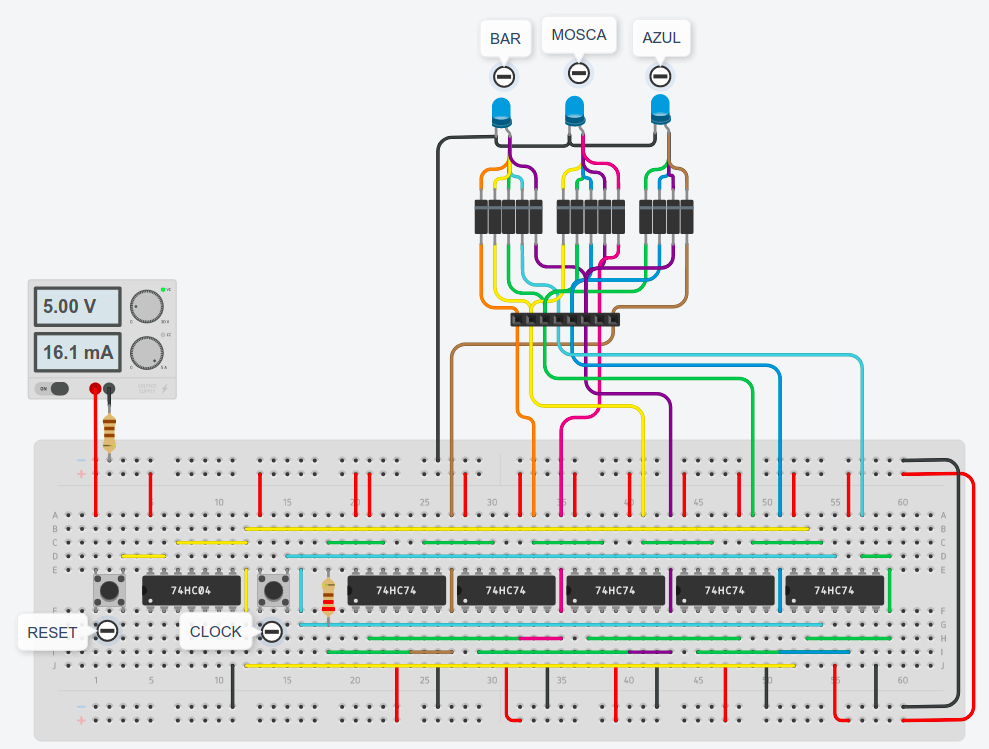 BAR
MOSCA
AZUL
5.00 V
16.1 mA
ON
5 10 15 20 25 30 35 40 45 50 55 60
A A
B B
C C
D D
E E
74HC04
74HC74
74HC74
74HC74
74HC74
74HC74
F F
RESET
CLOCK
G G
H H
I I
J J
1 5 10 15 20 25 30 35 40 45 50 55 60